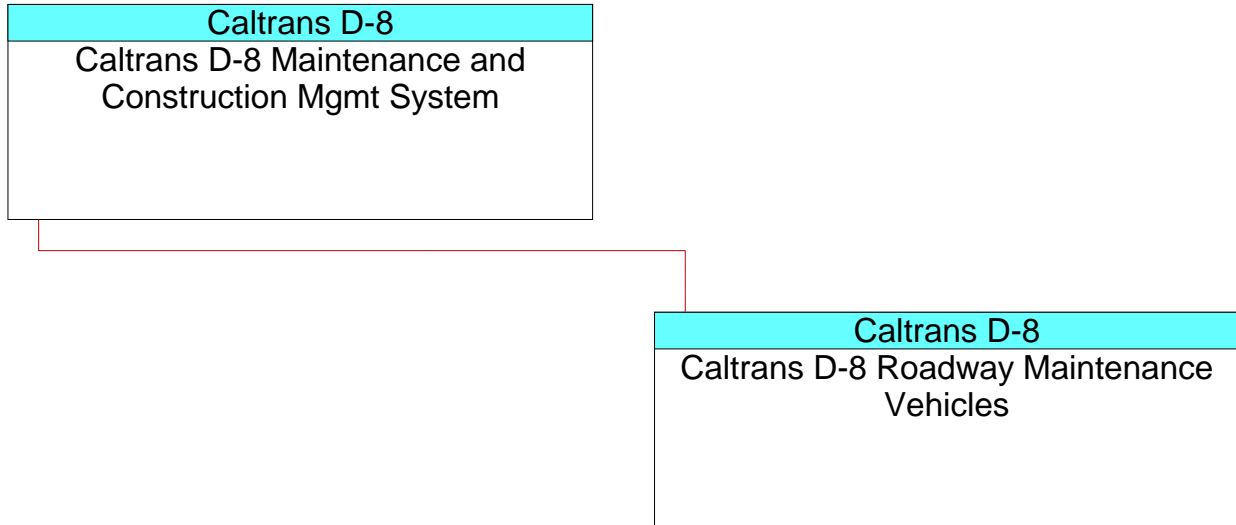 Caltrans D-8
Caltrans D-8 Maintenance and
Construction Mgmt System
Caltrans D-8
Caltrans D-8 Roadway Maintenance
Vehicles